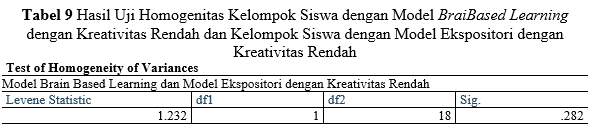 Tabel 9 Hasil Uji Homogenitas Kelompok Siswa dengan Model BraiBased Learning
dengan Kreativitas Rendah dan Kelompok Siswa dengan Model Ekspositori dengan
Kreativitas Rendah
Test of Homogeneity of Variances
Model Brain Based Learning dan Model Ekspositori dengan Kreativitas Rendah
Levene Statistic df1 df2 Sig.
1.232 1 18 .282